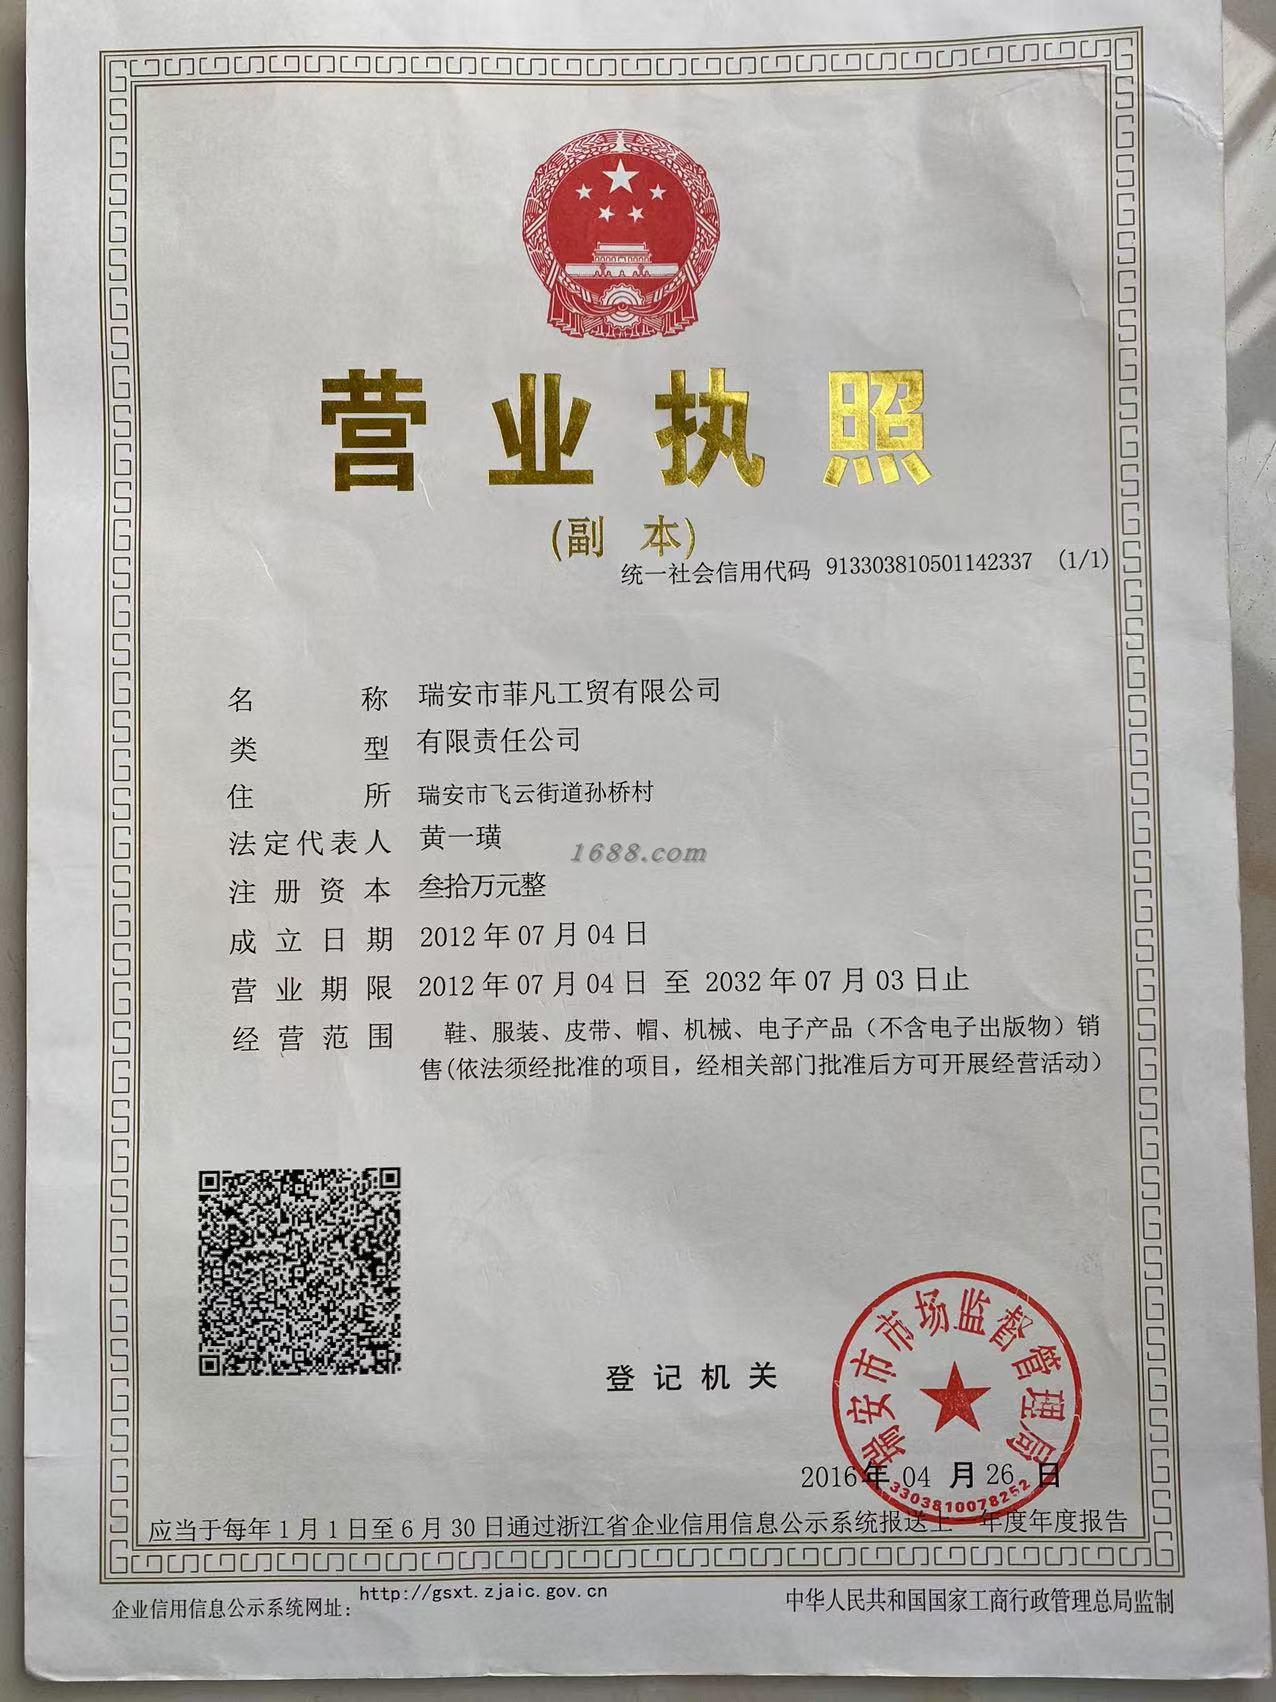 营业执照
(副 本)
统一社会信用代码 913303810501142337 (1/1)
名称 瑞安市菲凡工贸有限公司
类型 有限责任公司
住所 瑞安市飞云街道孙桥村
法定代表人 黄一璜
1688.com
注册资本 叁拾万元整
成立日期 2012年07月04日
营业期限 2012年07月04日 至 2032年07月03日止
经营范围 鞋、服装、皮带、帽、机械、电子产品（不含电子出版物）销
售(依法须经批准的项目，经相关部门批准后方可开展经营活动）
登记机关
瑞安市市场监督管理局
2016年 04 月 26 日
3303810078252
应当于每年1月1日至6月30日通过浙江省企业信用信息公示系统报送上一年度年度报告
企业信用信息公示系统网址: http://gsxt.zjaic.gov.cn
中华人民共和国国家工商行政管理总局监制